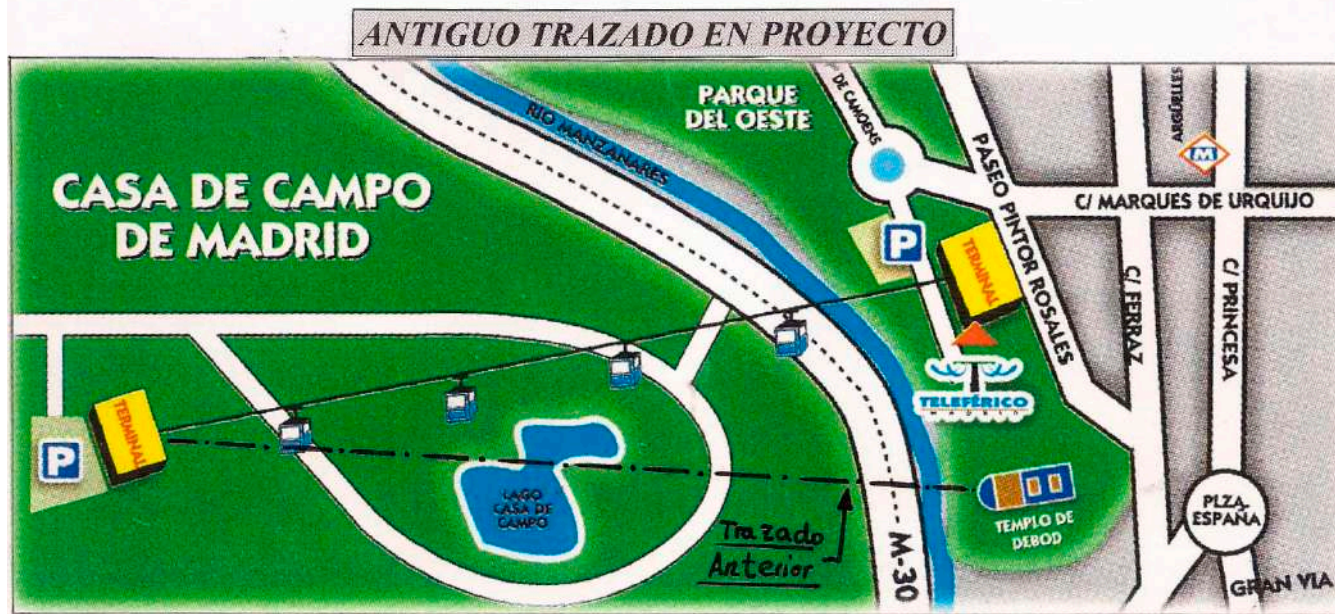 ANTIGUO TRAZADO EN PROYECTO
CASA DE CAMPO
DE MADRID
RIO MANZANARES
PARQUE
DEL OESTE
DE CAMOENS
PASEO PINTOR ROSALES
ARGÜELLES
M
C/ MARQUES DE URQUIJO
C/ FERRAZ
C/ PRINCESA
P
TERMINAL
TELEFÉRICO
MADRID
P
TERMINAL
LAGO
CASA DE
CAMPO
Trazado
Anterior
M-30
TEMPLO DE
DEBOD
PLZA.
ESPAÑA
GRAN VIA